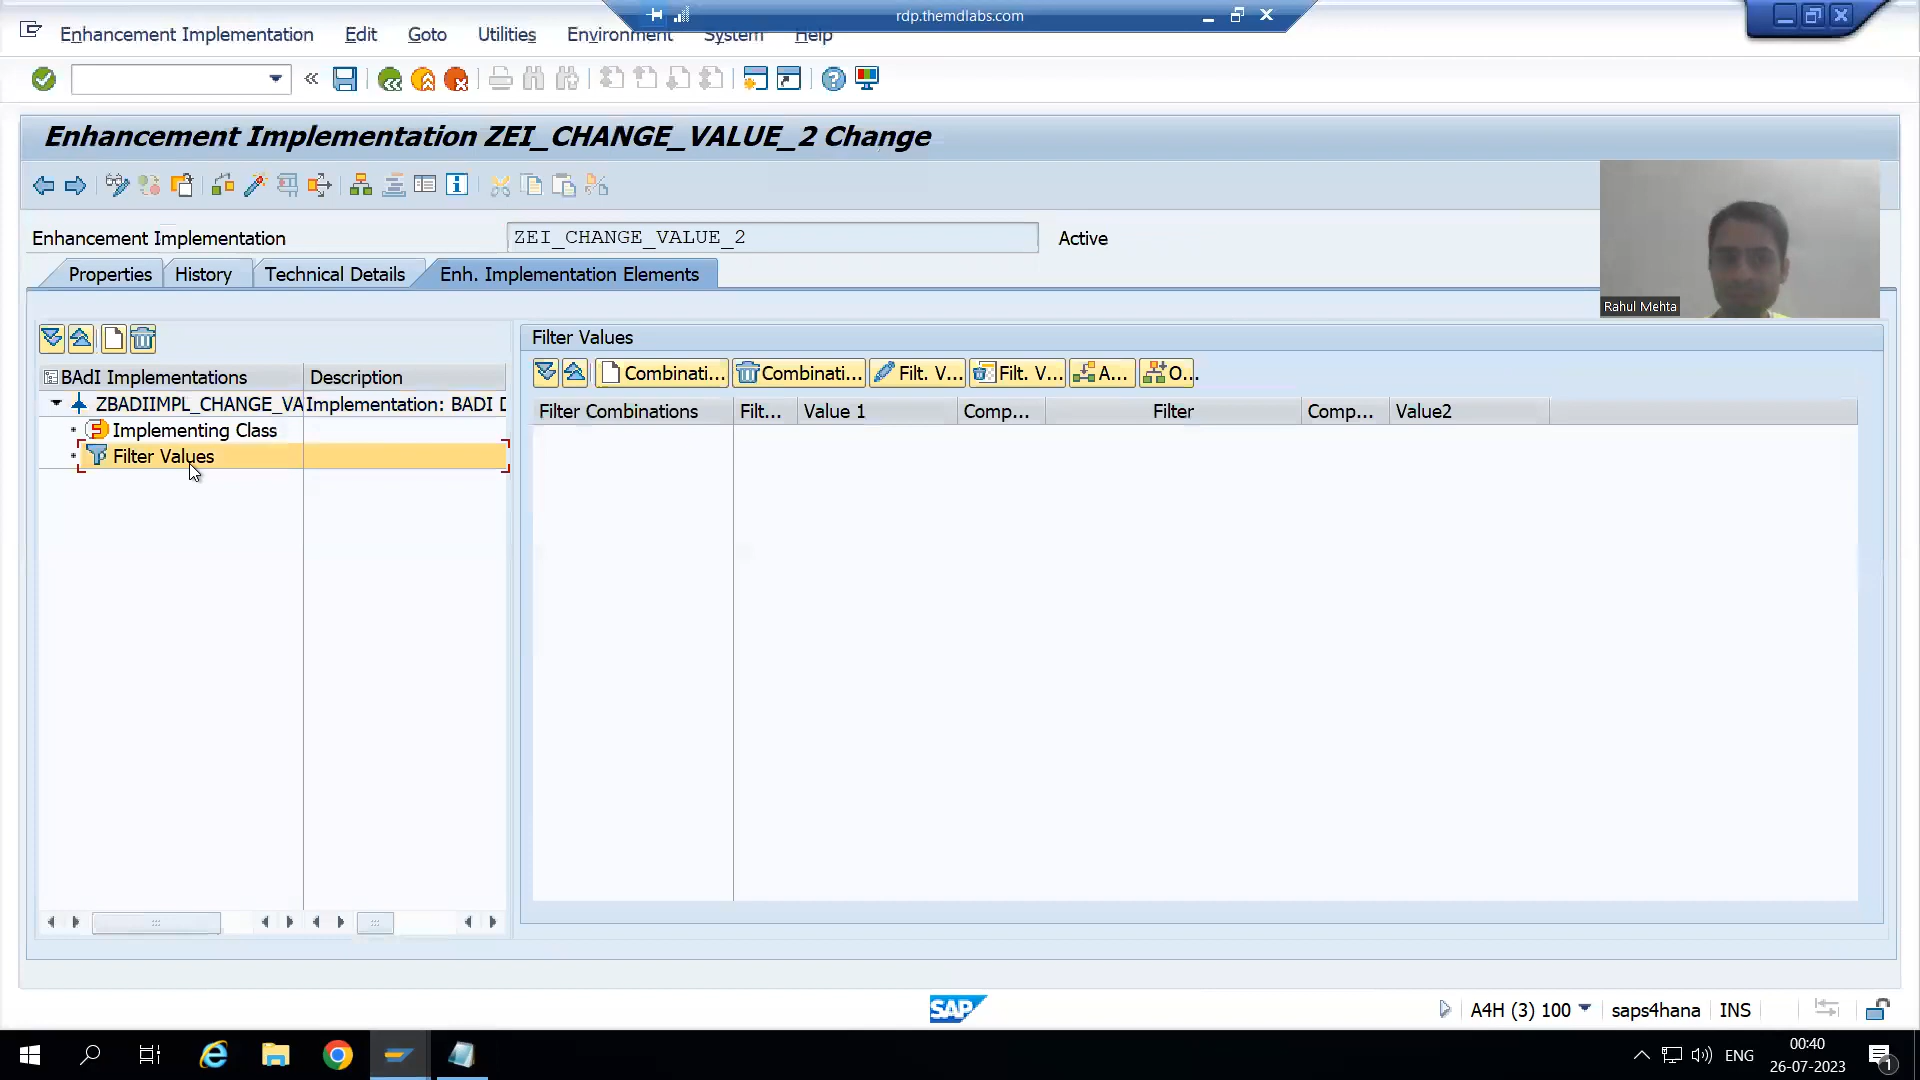 rdp.themdlabs.com
Enhancement Implementation Edit Goto Utilities Environment System Help
Enhancement Implementation ZEI_CHANGE_VALUE_2 Change
Enhancement Implementation ZEI_CHANGE_VALUE_2 Active
Rahul Mehta
Properties History Technical Details Enh. Implementation Elements
Filter Values
Combinati... Combinati... Filt. V... Filt. V... A... O...
BAdI Implementations Description
Filter Combinations Filt... Value 1 Comp... Filter Comp... Value2
ZBADIIMPL_CHANGE_VA Implementation: BADI D
Implementing Class
Filter Values
SAP
A4H (3) 100 saps4hana INS
ENG
00:40
26-07-2023
1